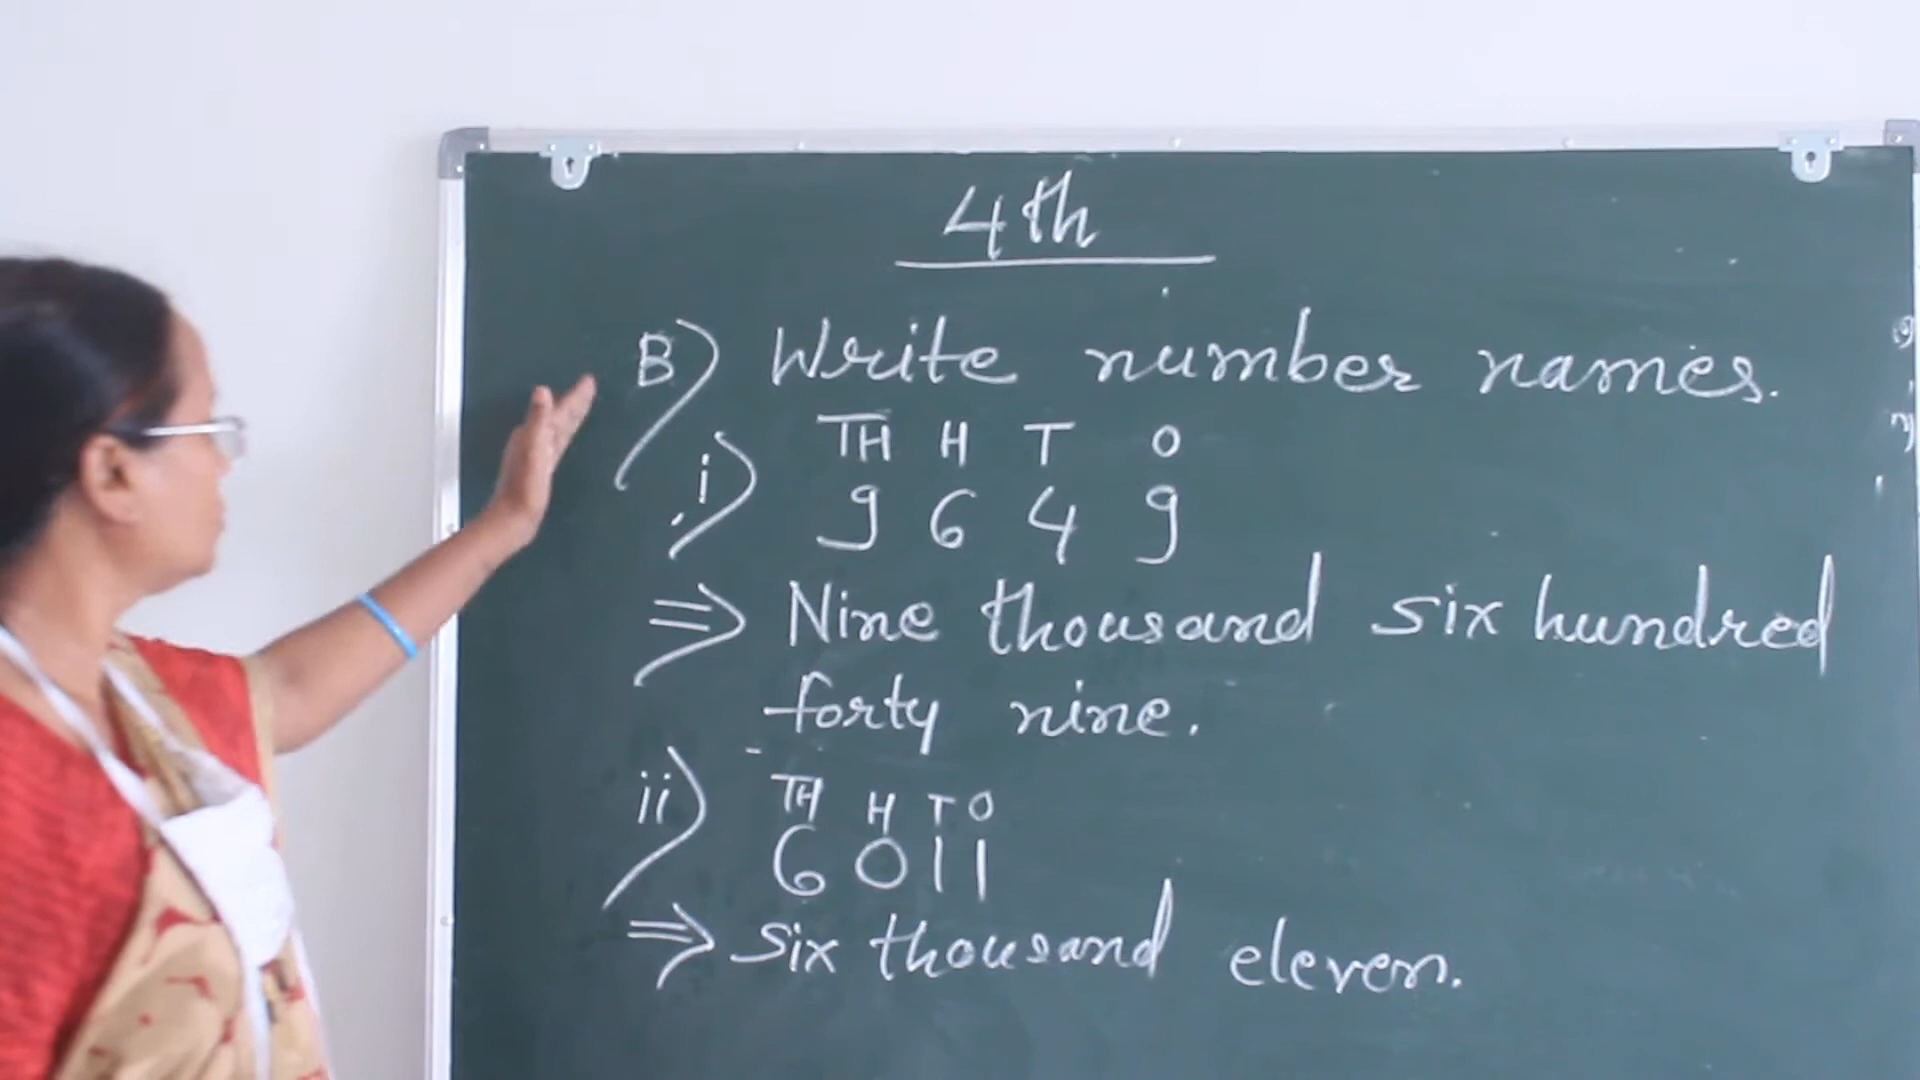 4th
B) Write number names.
TH H T O
i) 9 6 4 9
⇒ Nine thousand six hundred
forty nine.
TH H T O
ii) 6 0 1 1
⇒ six thousand eleven.